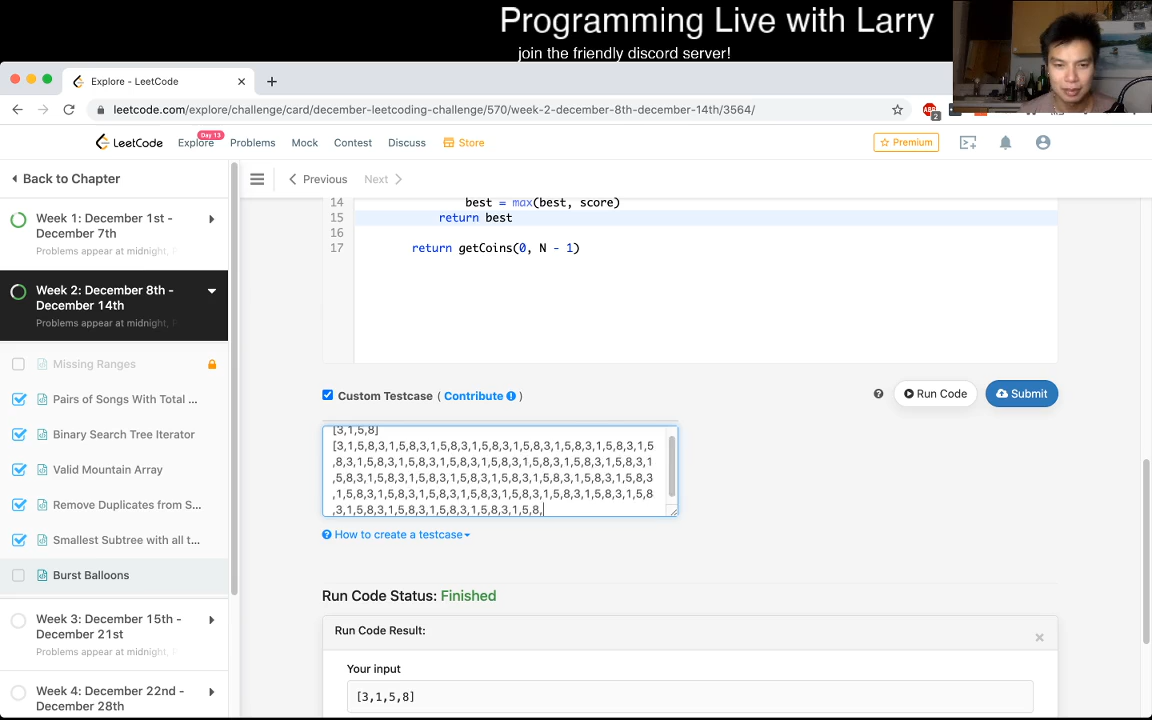 Programming Live with Larry
join the friendly discord server!
Explore - LeetCode
leetcode.com/explore/challenge/card/december-leetcoding-challenge/570/week-2-december-8th-december-14th/3564/
LeetCode
Explore
Day 13
Problems
Mock
Contest
Discuss
Store
Premium
Back to Chapter
Previous
Next
Week 1: December 1st -
December 7th
Problems appear at midnight,
Week 2: December 8th -
December 14th
Problems appear at midnight,
Missing Ranges
Pairs of Songs With Total ...
Binary Search Tree Iterator
Valid Mountain Array
Remove Duplicates from S...
Smallest Subtree with all t...
Burst Balloons
Week 3: December 15th -
December 21st
Problems appear at midnight,
Week 4: December 22nd -
December 28th
14 best = max(best, score)
15 return best
16
17 return getCoins(0, N - 1)
Custom Testcase ( Contribute )
Run Code
Submit
[3,1,5,8]
[3,1,5,8,3,1,5,8,3,1,5,8,3,1,5,8,3,1,5,8,3,1,5,8,3,1,5,8,3,1,5
,8,3,1,5,8,3,1,5,8,3,1,5,8,3,1,5,8,3,1,5,8,3,1,5,8,3,1,5,8,3,1
,5,8,3,1,5,8,3,1,5,8,3,1,5,8,3,1,5,8,3,1,5,8,3,1,5,8,3,1,5,8,3
,1,5,8,3,1,5,8,3,1,5,8,3,1,5,8,3,1,5,8,3,1,5,8,3,1,5,8,3,1,5,8
,3,1,5,8,3,1,5,8,3,1,5,8,3,1,5,8,3,1,5,8,
How to create a testcase
Run Code Status: Finished
Run Code Result:
Your input
[3,1,5,8]